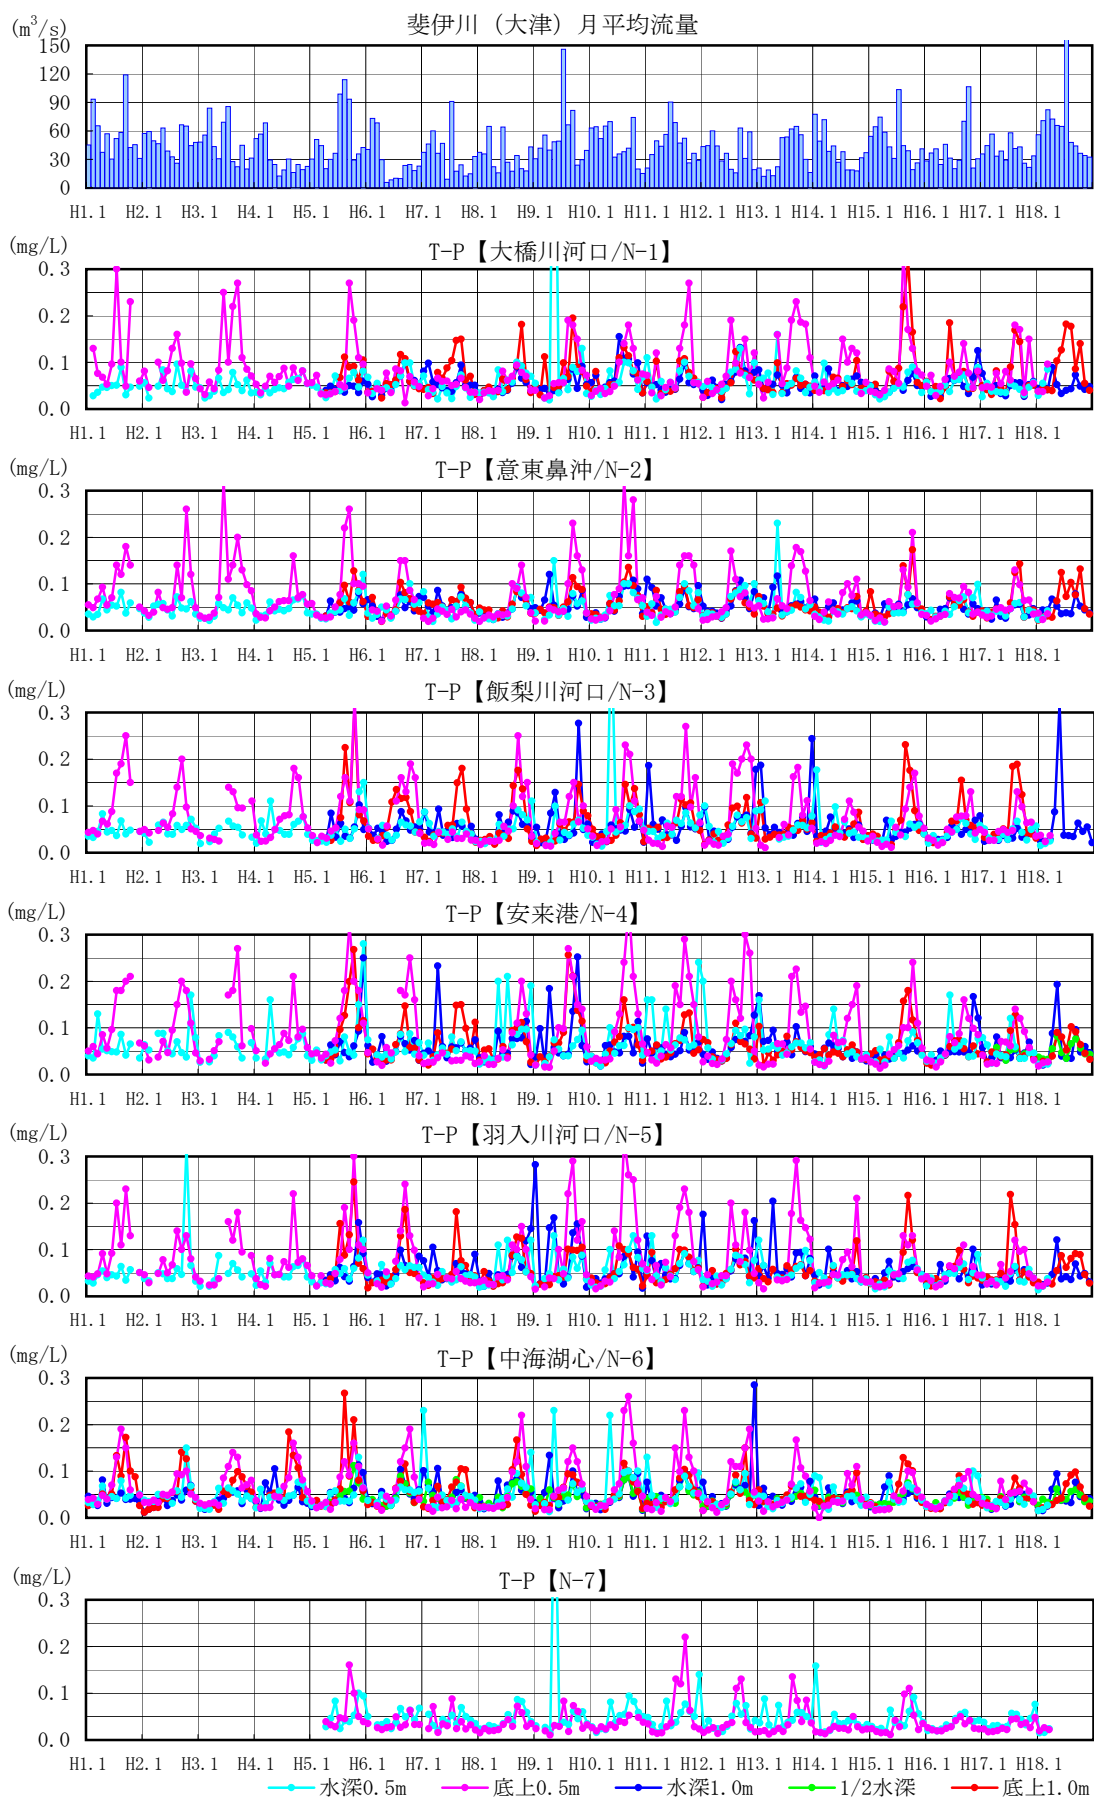 斐伊川（大津）月平均流量
(m³/s)
150
120
90
60
30
0
H1.1 H2.1 H3.1 H4.1 H5.1 H6.1 H7.1 H8.1 H9.1 H10.1 H11.1 H12.1 H13.1 H14.1 H15.1 H16.1 H17.1 H18.1
(mg/L)
T-P【大橋川河口/N-1】
0.3
0.2
0.1
0.0
H1.1 H2.1 H3.1 H4.1 H5.1 H6.1 H7.1 H8.1 H9.1 H10.1 H11.1 H12.1 H13.1 H14.1 H15.1 H16.1 H17.1 H18.1
(mg/L)
T-P【意東鼻沖/N-2】
0.3
0.2
0.1
0.0
H1.1 H2.1 H3.1 H4.1 H5.1 H6.1 H7.1 H8.1 H9.1 H10.1 H11.1 H12.1 H13.1 H14.1 H15.1 H16.1 H17.1 H18.1
(mg/L)
T-P【飯梨川河口/N-3】
0.3
0.2
0.1
0.0
H1.1 H2.1 H3.1 H4.1 H5.1 H6.1 H7.1 H8.1 H9.1 H10.1 H11.1 H12.1 H13.1 H14.1 H15.1 H16.1 H17.1 H18.1
(mg/L)
T-P【安来港/N-4】
0.3
0.2
0.1
0.0
H1.1 H2.1 H3.1 H4.1 H5.1 H6.1 H7.1 H8.1 H9.1 H10.1 H11.1 H12.1 H13.1 H14.1 H15.1 H16.1 H17.1 H18.1
(mg/L)
T-P【羽入川河口/N-5】
0.3
0.2
0.1
0.0
H1.1 H2.1 H3.1 H4.1 H5.1 H6.1 H7.1 H8.1 H9.1 H10.1 H11.1 H12.1 H13.1 H14.1 H15.1 H16.1 H17.1 H18.1
(mg/L)
T-P【中海湖心/N-6】
0.3
0.2
0.1
0.0
H1.1 H2.1 H3.1 H4.1 H5.1 H6.1 H7.1 H8.1 H9.1 H10.1 H11.1 H12.1 H13.1 H14.1 H15.1 H16.1 H17.1 H18.1
(mg/L)
T-P【N-7】
0.3
0.2
0.1
0.0
H1.1 H2.1 H3.1 H4.1 H5.1 H6.1 H7.1 H8.1 H9.1 H10.1 H11.1 H12.1 H13.1 H14.1 H15.1 H16.1 H17.1 H18.1
水深0.5m 底上0.5m 水深1.0m 1/2水深 底上1.0m